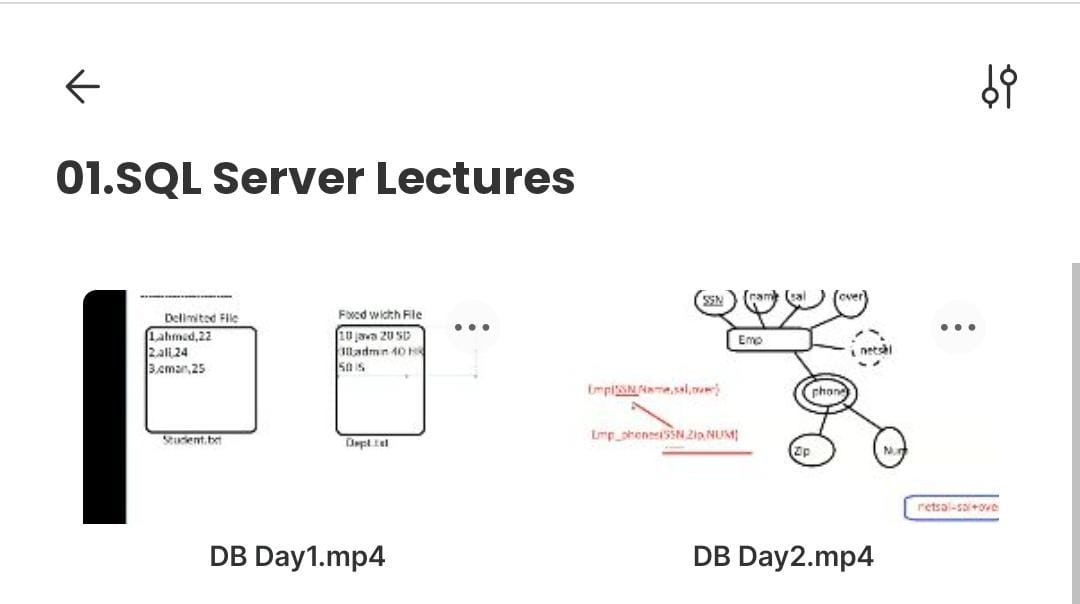 01.SQL Server Lectures
Delimited File
1,ahmed,22
2,ali,24
3,eman,25
Student.txt
Fixed width File
10 java 20 SD
30,admin 40 HR
50 IS
Dept.txt
SSN
name
sal
over
Emp
netsal
phone
Zip
Num
Emp(SSN,Name,sal,over)
Emp_phones(SSN,Zip,NUM)
netsal=sal+ove
DB Day1.mp4
DB Day2.mp4